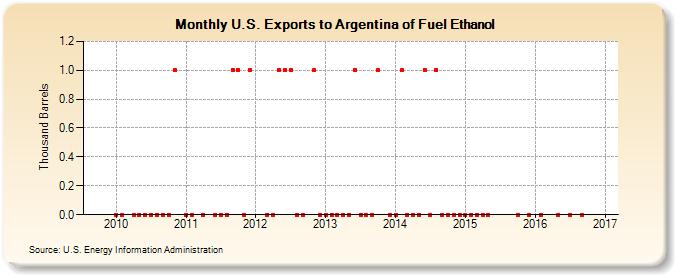 Monthly U.S. Exports to Argentina of Fuel Ethanol
Thousand Barrels
1.2
1.0
0.8
0.6
0.4
0.2
0.0
2010 2011 2012 2013 2014 2015 2016 2017
Source: U.S. Energy Information Administration